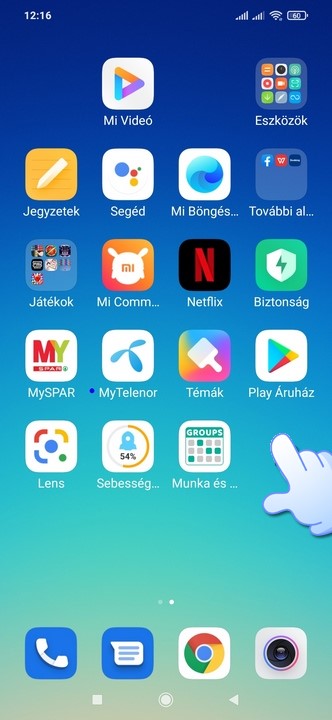 12:16
60
Mi Videó
Eszközök
Jegyzetek
Segéd
Mi Böngés...
További al...
Játékok
Mi Comm...
Netflix
Biztonság
MY
SPAR
MySPAR
MyTelenor
Témák
Play Áruház
54%
GROUPS
Lens
Sebesség...
Munka és ...